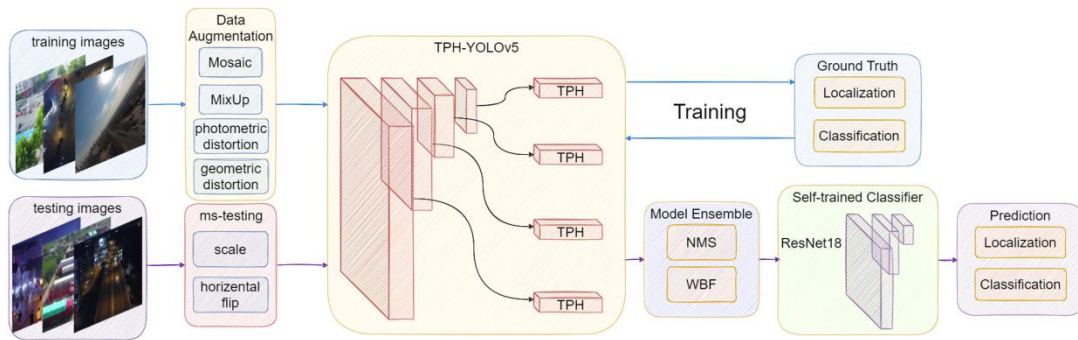 training images
Data
Augmentation
Mosaic
MixUp
photometric
distortion
geometric
distortion
TPH-YOLOv5
TPH
TPH
TPH
TPH
Training
Ground Truth
Localization
Classification
testing images
ms-testing
scale
horizental
flip
Model Ensemble
NMS
WBF
Self-trained Classifier
ResNet18
Prediction
Localization
Classification